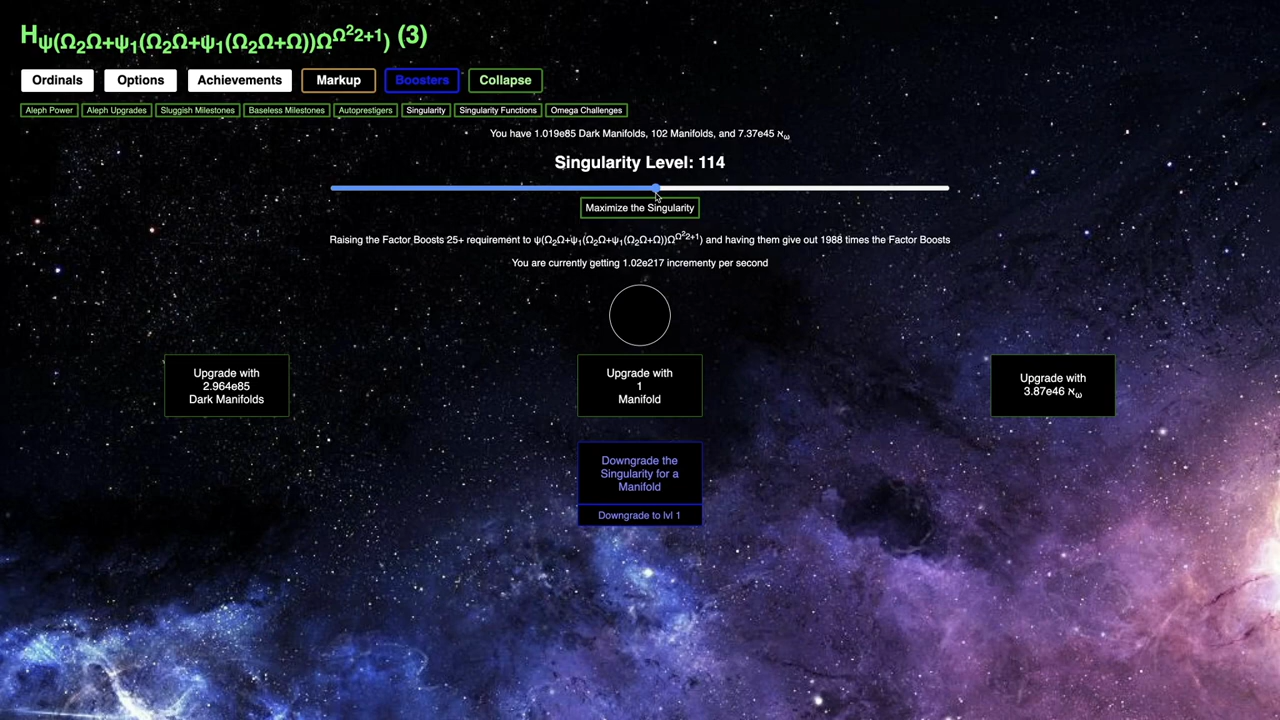 H_ψ(Ω₂Ω+ψ₁(Ω₂Ω+ψ₁(Ω₂Ω+Ω))Ω^Ω²2+1) (3)
Ordinals Options Achievements Markup Boosters Collapse
Aleph Power Aleph Upgrades Sluggish Milestones Baseless Milestones Autoprestigers Singularity Singularity Functions Omega Challenges
You have 1.019e85 Dark Manifolds, 102 Manifolds, and 7.37e45 ℵω
Singularity Level: 114
Maximize the Singularity
Raising the Factor Boosts 25+ requirement to ψ(Ω₂Ω+ψ₁(Ω₂Ω+ψ₁(Ω₂Ω+Ω))Ω^Ω²2+1) and having them give out 1988 times the Factor Boosts
You are currently getting 1.02e217 incrementy per second
Upgrade with
2.964e85
Dark Manifolds
Upgrade with
1
Manifold
Upgrade with
3.87e46 ℵω
Downgrade the
Singularity for a
Manifold
Downgrade to lvl 1